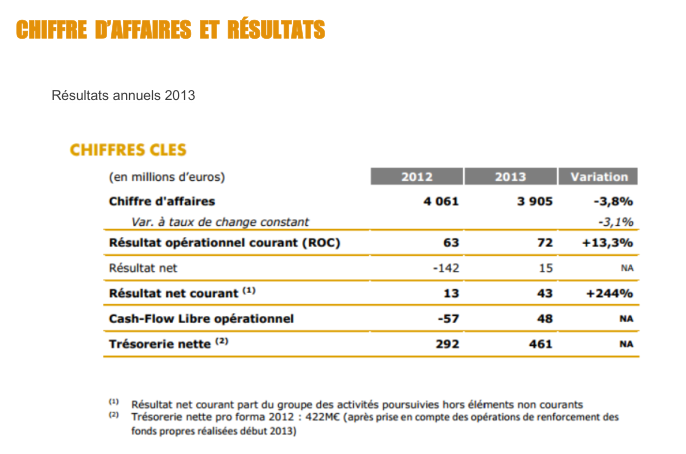 CHIFFRE D'AFFAIRES ET RÉSULTATS
Résultats annuels 2013
CHIFFRES CLES
(en millions d'euros) 2012 2013 Variation
Chiffre d'affaires 4 061 3 905 -3,8%
Var. à taux de change constant -3,1%
Résultat opérationnel courant (ROC) 63 72 +13,3%
Résultat net -142 15 NA
Résultat net courant (1) 13 43 +244%
Cash-Flow Libre opérationnel -57 48 NA
Trésorerie nette (2) 292 461 NA
(1) Résultat net courant part du groupe des activités poursuivies hors éléments non courants
(2) Trésorerie nette pro forma 2012 : 422M€ (après prise en compte des opérations de renforcement des
fonds propres réalisées début 2013)